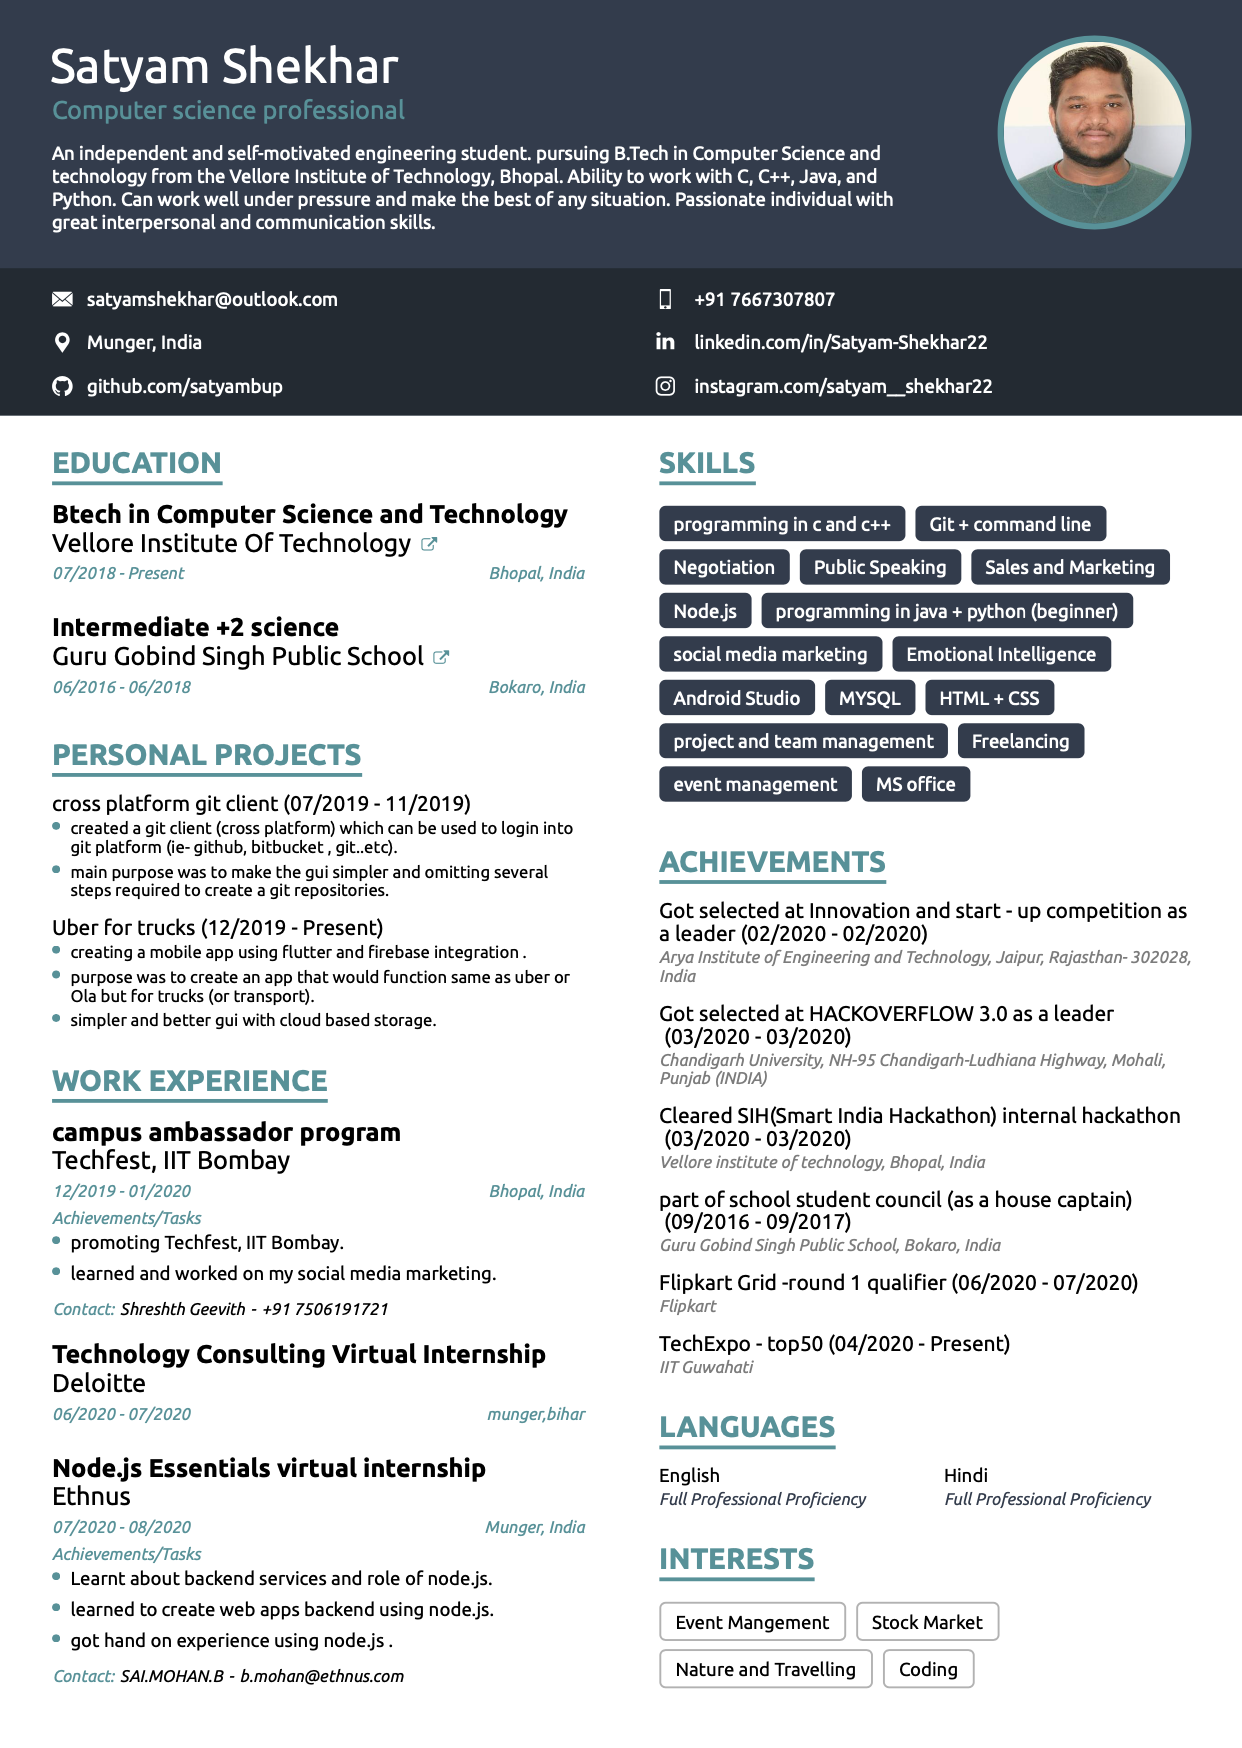 Satyam Shekhar
Computer science professional
An independent and self-motivated engineering student. pursuing B.Tech in Computer Science and
technology from the Vellore Institute of Technology, Bhopal. Ability to work with C, C++, Java, and
Python. Can work well under pressure and make the best of any situation. Passionate individual with
great interpersonal and communication skills.
satyamshekhar@outlook.com
+91 7667307807
Munger, India
linkedin.com/in/Satyam-Shekhar22
github.com/satyambup
instagram.com/satyam__shekhar22
EDUCATION
Btech in Computer Science and Technology
Vellore Institute Of Technology
07/2018 - Present
Bhopal, India
Intermediate +2 science
Guru Gobind Singh Public School
06/2016 - 06/2018
Bokaro, India
PERSONAL PROJECTS
cross platform git client (07/2019 - 11/2019)
created a git client (cross platform) which can be used to login into
git platform (ie- github, bitbucket , git..etc).
main purpose was to make the gui simpler and omitting several
steps required to create a git repositories.
Uber for trucks (12/2019 - Present)
creating a mobile app using flutter and firebase integration .
purpose was to create an app that would function same as uber or
Ola but for trucks (or transport).
simpler and better gui with cloud based storage.
WORK EXPERIENCE
campus ambassador program
Techfest, IIT Bombay
12/2019 - 01/2020
Bhopal, India
Achievements/Tasks
promoting Techfest, IIT Bombay.
learned and worked on my social media marketing.
Contact: Shreshth Geevith - +91 7506191721
Technology Consulting Virtual Internship
Deloitte
06/2020 - 07/2020
munger,bihar
Node.js Essentials virtual internship
Ethnus
07/2020 - 08/2020
Munger, India
Achievements/Tasks
Learnt about backend services and role of node.js.
learned to create web apps backend using node.js.
got hand on experience using node.js .
Contact: SAI.MOHAN.B - b.mohan@ethnus.com
SKILLS
programming in c and c++
Git + command line
Negotiation
Public Speaking
Sales and Marketing
Node.js
programming in java + python (beginner)
social media marketing
Emotional Intelligence
Android Studio
MYSQL
HTML + CSS
project and team management
Freelancing
event management
MS office
ACHIEVEMENTS
Got selected at Innovation and start - up competition as
a leader (02/2020 - 02/2020)
Arya Institute of Engineering and Technology, Jaipur, Rajasthan- 302028,
India
Got selected at HACKOVERFLOW 3.0 as a leader
(03/2020 - 03/2020)
Chandigarh University, NH-95 Chandigarh-Ludhiana Highway, Mohali,
Punjab (INDIA)
Cleared SIH(Smart India Hackathon) internal hackathon
(03/2020 - 03/2020)
Vellore institute of technology, Bhopal, India
part of school student council (as a house captain)
(09/2016 - 09/2017)
Guru Gobind Singh Public School, Bokaro, India
Flipkart Grid -round 1 qualifier (06/2020 - 07/2020)
Flipkart
TechExpo - top50 (04/2020 - Present)
IIT Guwahati
LANGUAGES
English
Hindi
Full Professional Proficiency
Full Professional Proficiency
INTERESTS
Event Mangement
Stock Market
Nature and Travelling
Coding